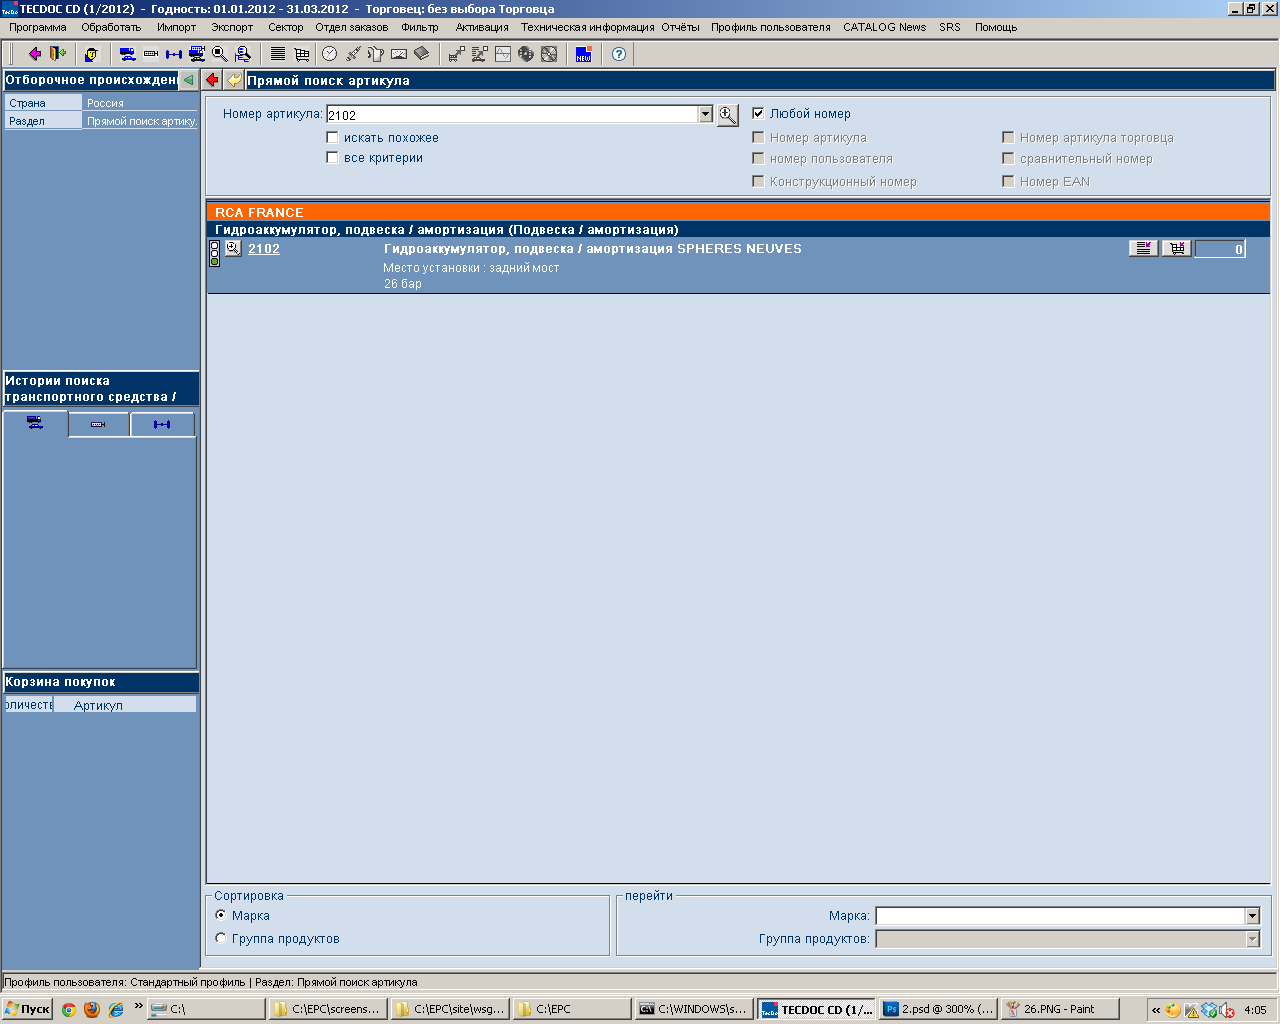 TECDOC CD (1/2012) - Годность: 01.01.2012 - 31.03.2012 - Торговец: без выбора Торговца
Программа Обработать Импорт Экспорт Сектор Отдел заказов Фильтр Активация Техническая информация Отчёты Профиль пользователя CATALOG News SRS Помощь
NEW
Отборочное происхожден
Страна Россия
Раздел Прямой поиск артику.
Прямой поиск артикула
Номер артикула: 2102
искать похожее
все критерии
Любой номер
Номер артикула Номер артикула торговца
номер пользователя сравнительный номер
Конструкционный номер Номер EAN
RCA FRANCE
Гидроаккумулятор, подвеска / амортизация (Подвеска / амортизация)
2102 Гидроаккумулятор, подвеска / амортизация SPHERES NEUVES 0
Место установки : задний мост
26 бар
Истории поиска
транспортного средства /
Корзина покупок
оличеств Артикул
Сортировка
Марка
Группа продуктов
перейти
Марка:
Группа продуктов:
Профиль пользователя: Стандартный профиль | Раздел: Прямой поиск артикула
Пуск » C:\ C:\EPC\screens... C:\EPC\site\wsg... C:\EPC C:\WINDOWS\s... TECDOC CD (1/... 2.psd @ 300% (... 26.PNG - Paint « 4:05